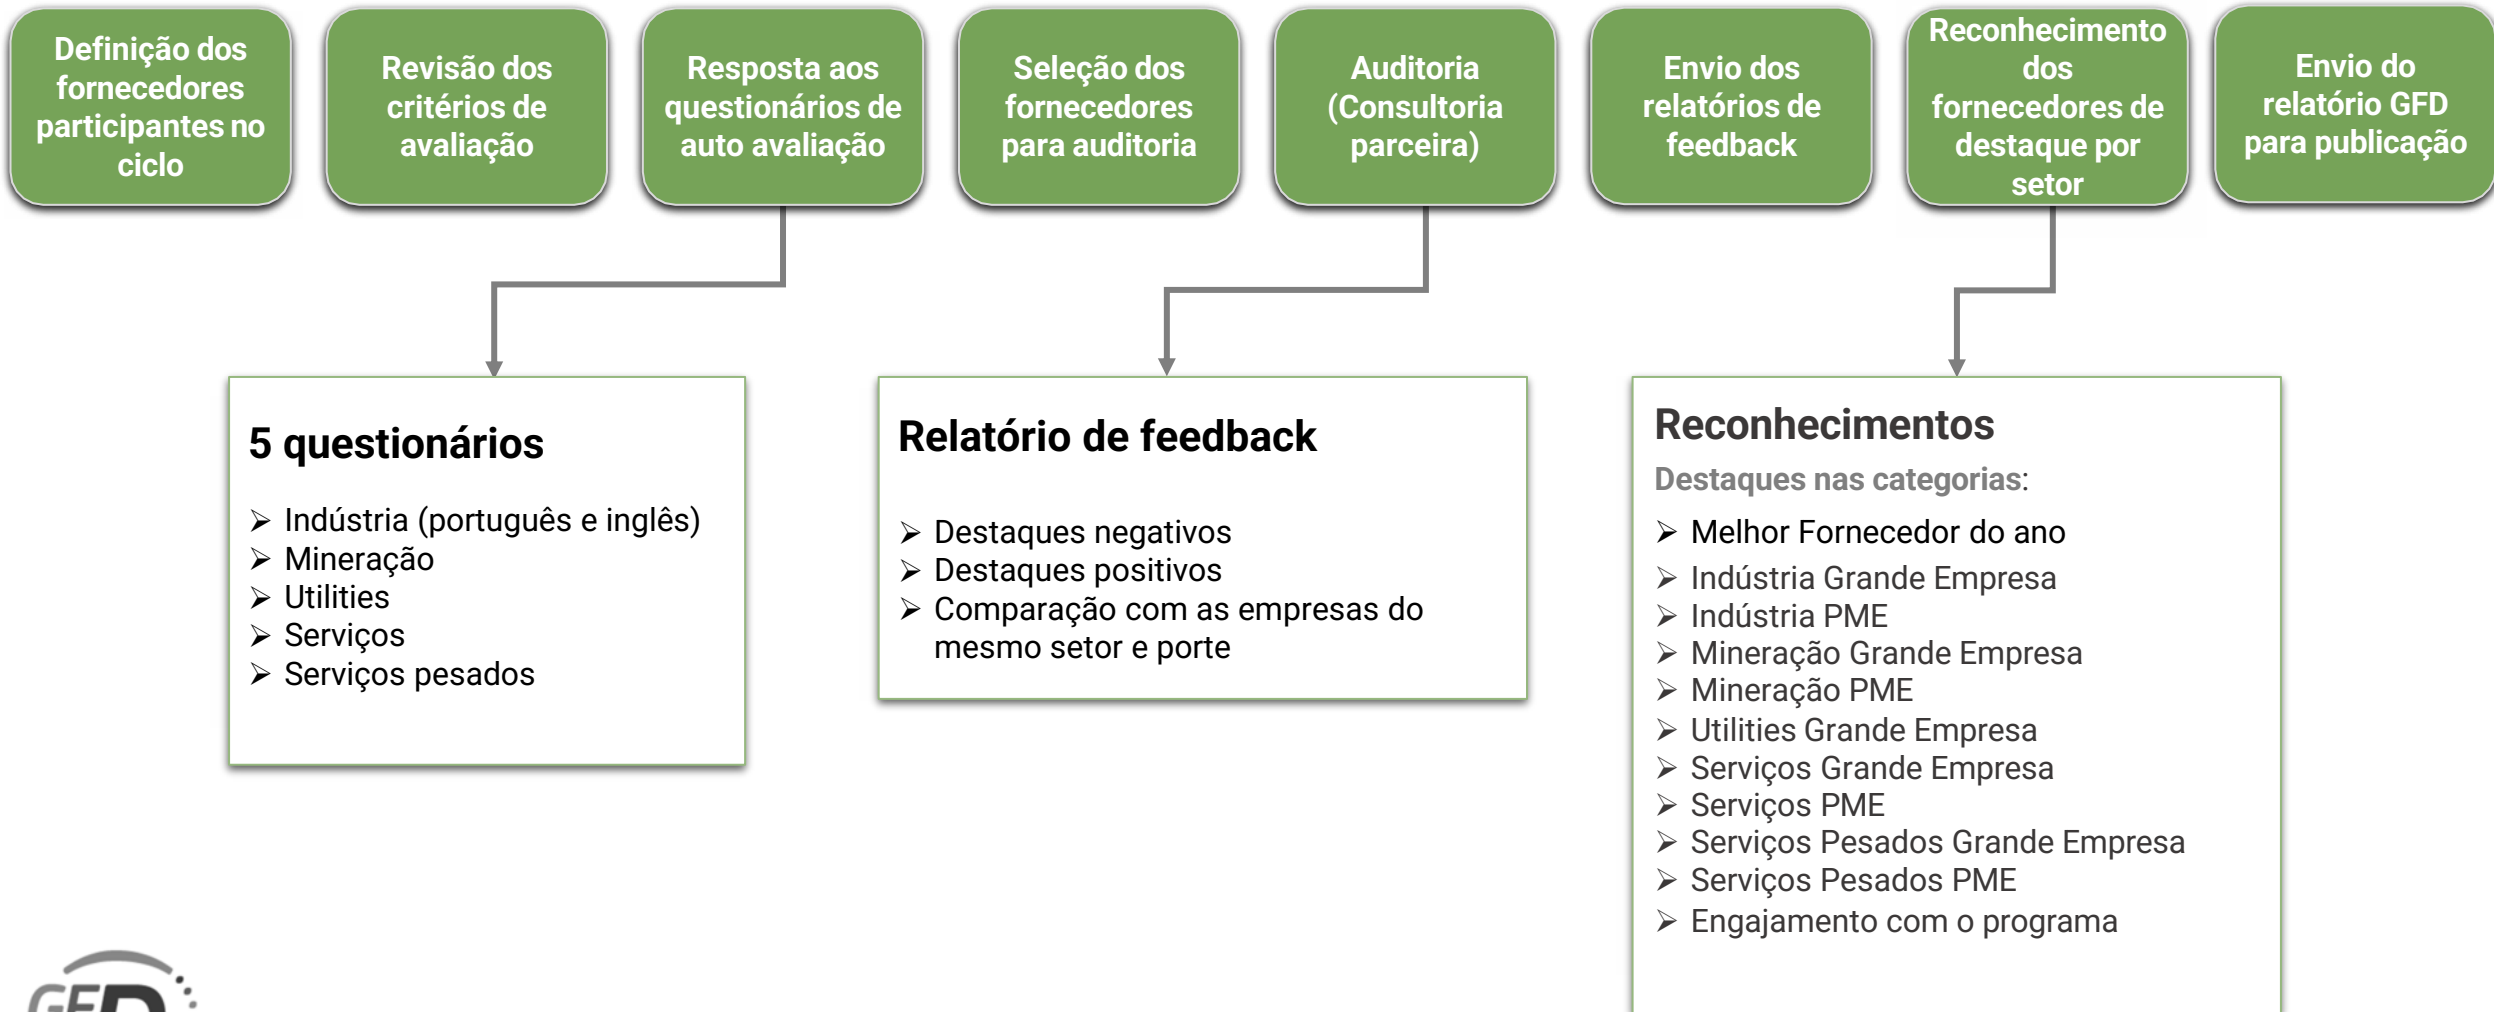 Definição dos
fornecedores
participantes no
ciclo
Revisão dos
critérios de
avaliação
Resposta aos
questionários de
auto avaliação
Seleção dos
fornecedores
para auditoria
Auditoria
(Consultoria
parceira)
Envio dos
relatórios de
feedback
Reconhecimento
dos
fornecedores de
destaque por
setor
Envio do
relatório GFD
para publicação
5 questionários
➢ Indústria (português e inglês)
➢ Mineração
➢ Utilities
➢ Serviços
➢ Serviços pesados
Relatório de feedback
➢ Destaques negativos
➢ Destaques positivos
➢ Comparação com as empresas do
mesmo setor e porte
Reconhecimentos
Destaques nas categorias:
➢ Melhor Fornecedor do ano
➢ Indústria Grande Empresa
➢ Indústria PME
➢ Mineração Grande Empresa
➢ Mineração PME
➢ Utilities Grande Empresa
➢ Serviços Grande Empresa
➢ Serviços PME
➢ Serviços Pesados Grande Empresa
➢ Serviços Pesados PME
➢ Engajamento com o programa
GFD